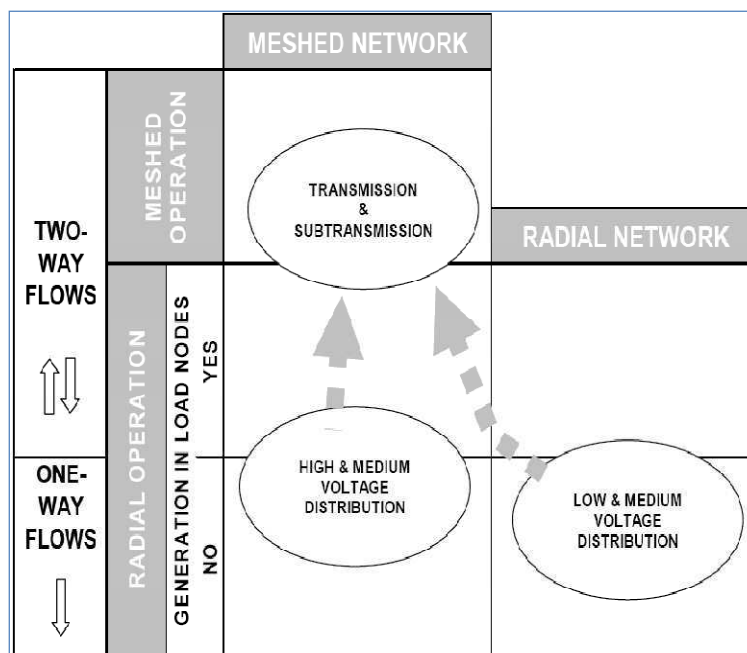 MESHED NETWORK
MESHED
OPERATION
TRANSMISSION
&
SUBTRANSMISSION
RADIAL NETWORK
TWO-
WAY
FLOWS
RADIAL OPERATION
GENERATION IN LOAD NODES
YES
NO
HIGH & MEDIUM
VOLTAGE
DISTRIBUTION
LOW & MEDIUM
VOLTAGE
DISTRIBUTION
ONE-
WAY
FLOWS